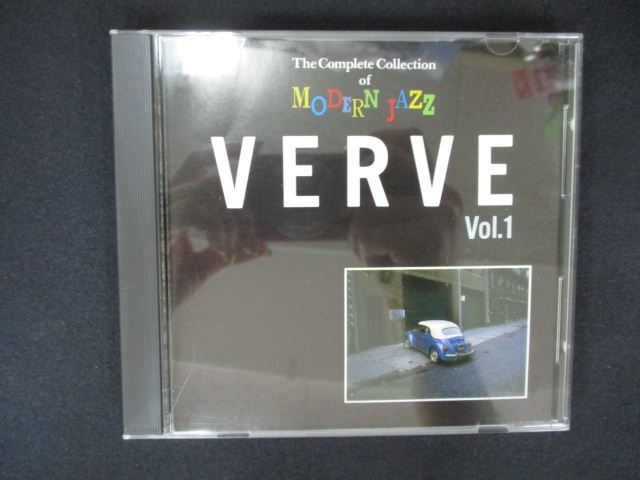 The Complete Collection
of
MODERN JAZZ
VERVE
Vol.1